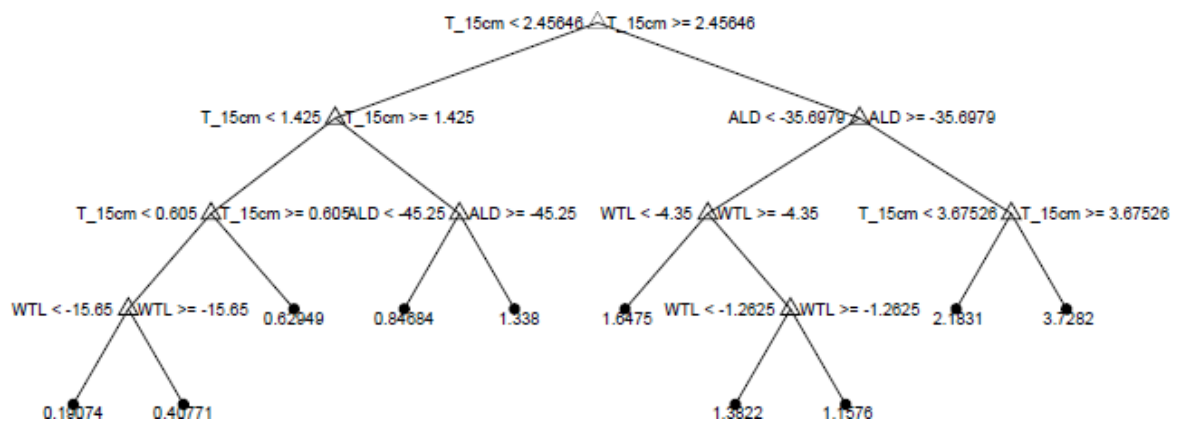 T_15cm < 2.45646 T_15cm >= 2.45646
T_15cm < 1.425 T_15cm >= 1.425 ALD < -35.6979 ALD >= -35.6979
T_15cm < 0.605 T_15cm >= 0.605 ALD < -45.25 ALD >= -45.25 WTL < -4.35 WTL >= -4.35 T_15cm < 3.67526 T_15cm >= 3.67526
WTL < -15.65 WTL >= -15.65 0.62949 0.84684 1.338 1.6475 WTL < -1.2625 WTL >= -1.2625 2.1831 3.7282
0.19074 0.40771 1.3822 1.1576